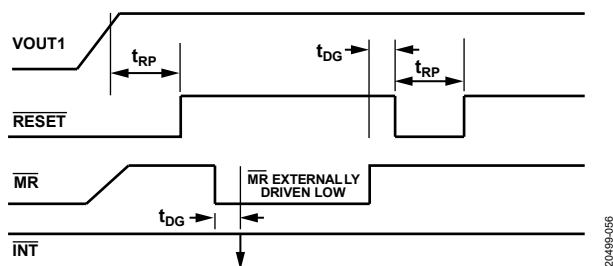 VOUT1
tRP
tDG
tRP
RESET
MR
MR EXTERNALLY
DRIVEN LOW
tDG
INT
20499-056